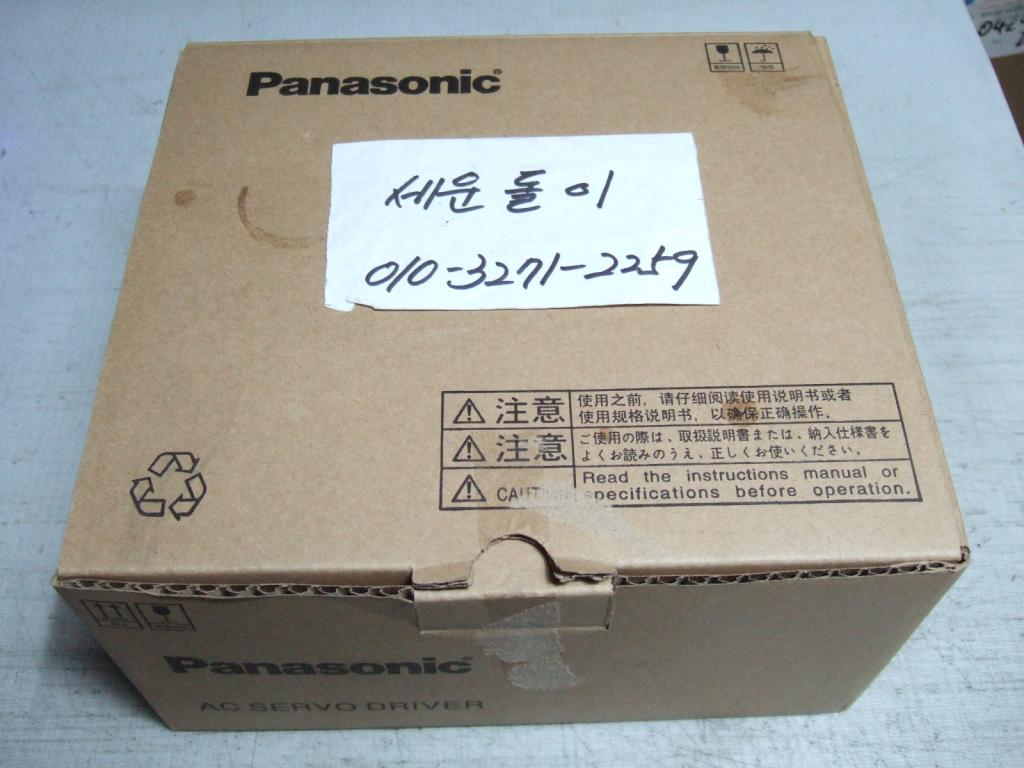 Panasonic
세운돌이
010-3271-2259
注意 使用之前, 请仔细阅读使用说明书或者
使用规格说明书, 以确保正确操作.
注意 ご使用の際は、取扱説明書または、納入仕様書を
よくお読みのうえ、正しくお使いください。
CAUTION Read the instructions manual or
specifications before operation.
Panasonic
AC SERVO DRIVER